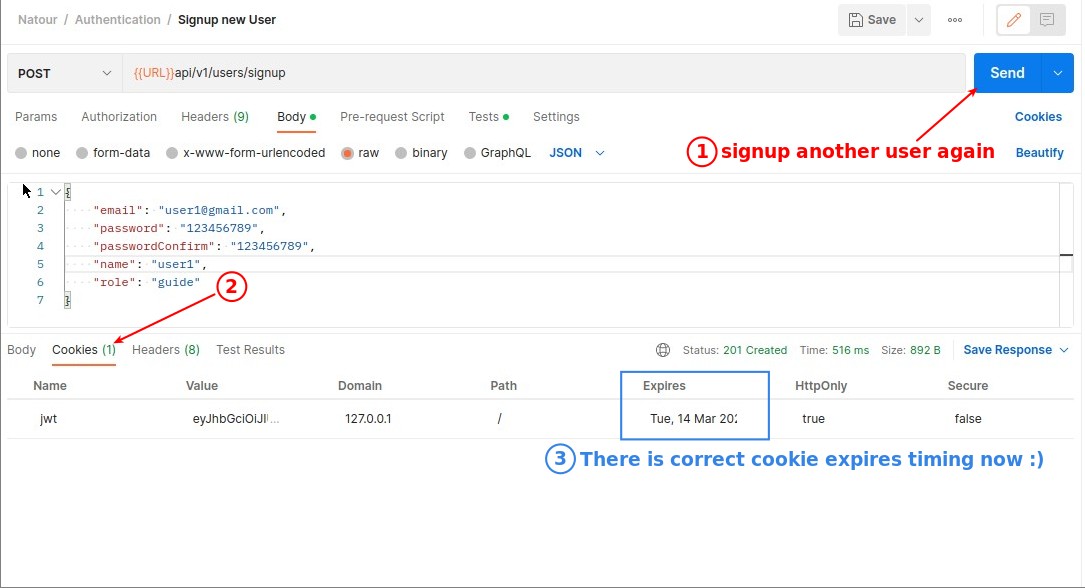 Natour / Authentication / Signup new User
Save
POST {{URL}}api/v1/users/signup Send
Params Authorization Headers (9) Body Pre-request Script Tests Settings Cookies
none form-data x-www-form-urlencoded raw binary GraphQL JSON Beautify
1 signup another user again
1 {
2 "email": "user1@gmail.com",
3 "password": "123456789",
4 "passwordConfirm": "123456789",
5 "name": "user1",
6 "role": "guide"
7 }
2
Body Cookies (1) Headers (8) Test Results Status: 201 Created Time: 516 ms Size: 892 B Save Response
Name Value Domain Path Expires HttpOnly Secure
jwt eyJhbGciOiJI... 127.0.0.1 / Tue, 14 Mar 202 true false
3 There is correct cookie expires timing now :)